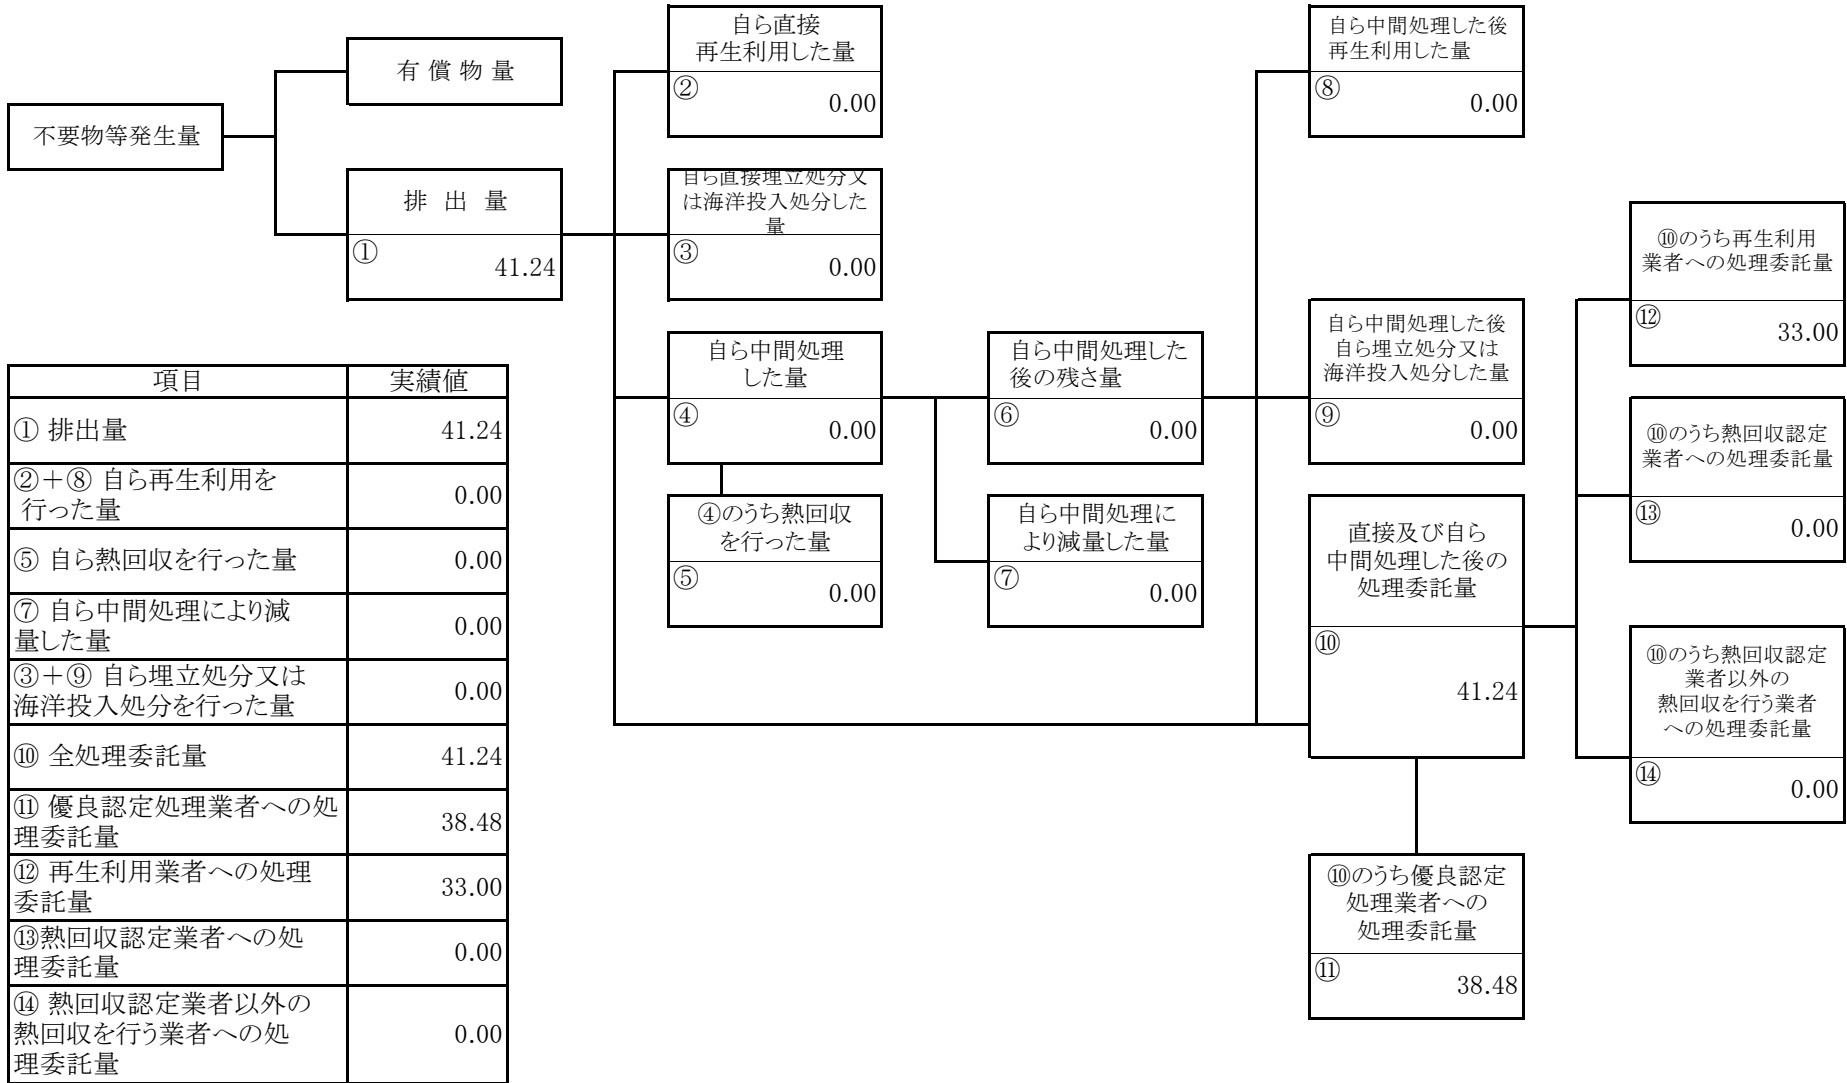 不要物等発生量
有 償 物 量
排 出 量
①
41.24
自ら直接
再生利用した量
②
0.00
自ら直接埋立処分又
は海洋投入処分した
量
③
0.00
自ら中間処理
した量
④
0.00
④のうち熱回収
を行った量
⑤
0.00
自ら中間処理した
後の残さ量
⑥
0.00
自ら中間処理に
より減量した量
⑦
0.00
自ら中間処理した後
再生利用した量
⑧
0.00
自ら中間処理した後
自ら埋立処分又は
海洋投入処分した量
⑨
0.00
直接及び自ら
中間処理した後の
処理委託量
⑩
41.24
⑩のうち優良認定
処理業者への
処理委託量
⑪
38.48
⑩のうち再生利用
業者への処理委託量
⑫
33.00
⑩のうち熱回収認定
業者への処理委託量
⑬
0.00
⑩のうち熱回収認定
業者以外の
熱回収を行う業者
への処理委託量
⑭
0.00
項目 実績値
① 排出量 41.24
②+⑧ 自ら再生利用を
行った量 0.00
⑤ 自ら熱回収を行った量 0.00
⑦ 自ら中間処理により減
量した量 0.00
③+⑨ 自ら埋立処分又は
海洋投入処分を行った量 0.00
⑩ 全処理委託量 41.24
⑪ 優良認定処理業者への処
理委託量 38.48
⑫ 再生利用業者への処理
委託量 33.00
⑬熱回収認定業者への処
理委託量 0.00
⑭ 熱回収認定業者以外の
熱回収を行う業者への処
理委託量 0.00